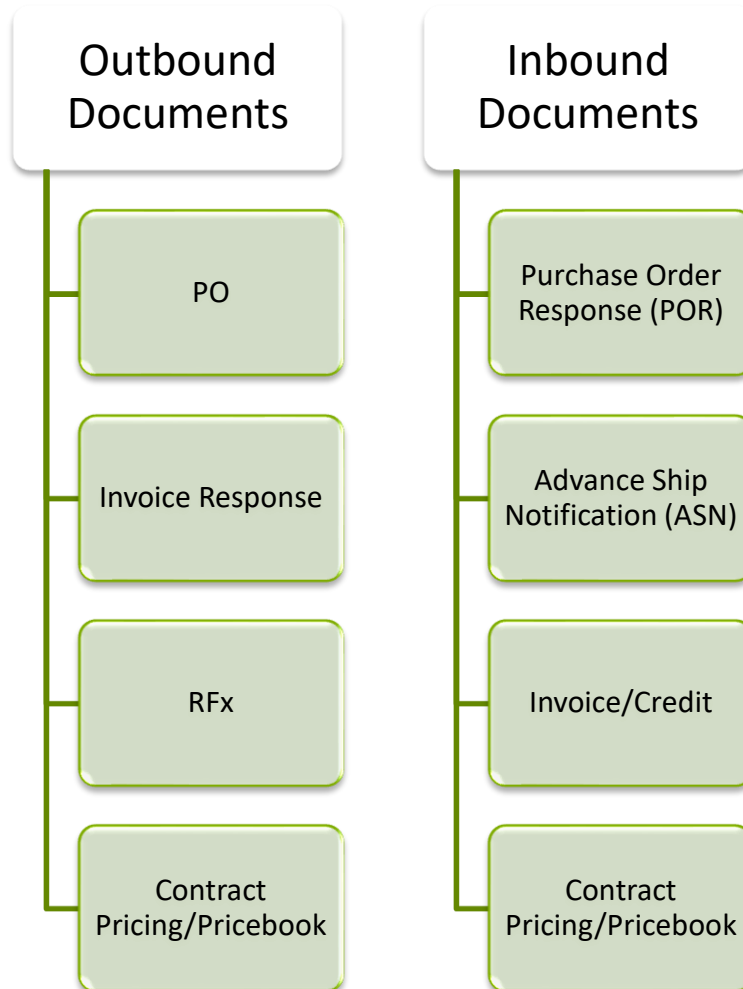 Outbound
Documents
PO
Invoice Response
RFx
Contract
Pricing/Pricebook
Inbound
Documents
Purchase Order
Response (POR)
Advance Ship
Notification (ASN)
Invoice/Credit
Contract
Pricing/Pricebook